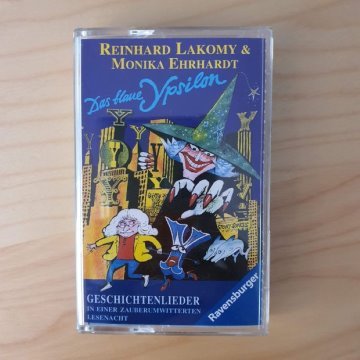 REINHARD LAKOMY &
MONIKA EHRHARDT
Das blaue Ypsilon
GESCHICHTENLIEDER
IN EINER ZAUBERUMWITTERTEN
LESENACHT
Ravensburger